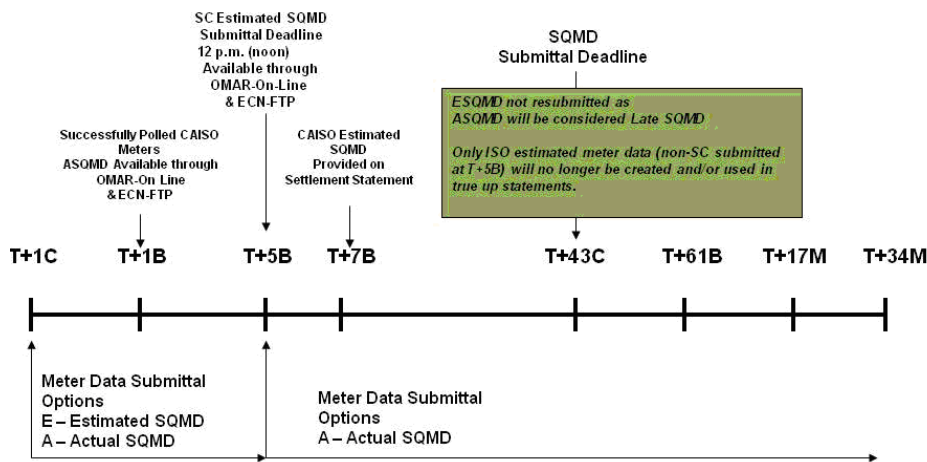 SC Estimated SQMD
Submittal Deadline
12 p.m. (noon)
Available through
OMAR-On-Line
& ECN-FTP
SQMD
Submittal Deadline
Successfully Polled CAISO
Meters
ASQMD Available through
OMAR-On Line
& ECN-FTP
CAISO Estimated
SQMD
Provided on
Settlement Statement
ESQMD not resubmitted as
ASQMD will be considered Late SQMD
Only ISO estimated meter data (non-SC submitted
at T+5B) will no longer be created and/or used in
true up statements.
T+1C T+1B T+5B T+7B T+43C T+61B T+17M T+34M
Meter Data Submittal
Options
E – Estimated SQMD
A – Actual SQMD
Meter Data Submittal
Options
A – Actual SQMD